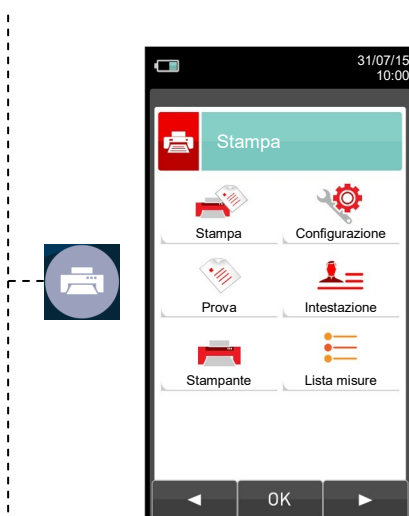 31/07/15
10:00
Stampa
Stampa
Configurazione
Prova
Intestazione
Stampante
Lista misure
OK